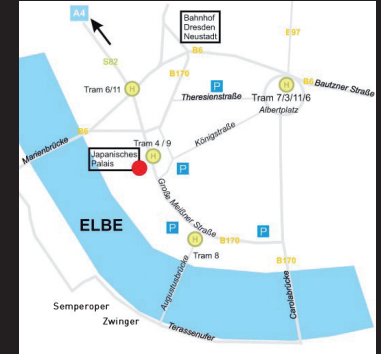 A4
Bahnhof
Dresden
Neustadt
S82
B6
E97
B170
Tram 6/11
H
P
Theresienstraße
H
B6 Bautzner Straße
Tram 7/3/11/6
Albertplatz
B6
Marienbrücke
Tram 4 / 9
Königstraße
Japanisches
Palais
H
P
Große Meißner Straße
ELBE
P
H
B170
P
Tram 8
B170
Augustusbrücke
Carolabrücke
Semperoper
Zwinger
Terassenufer